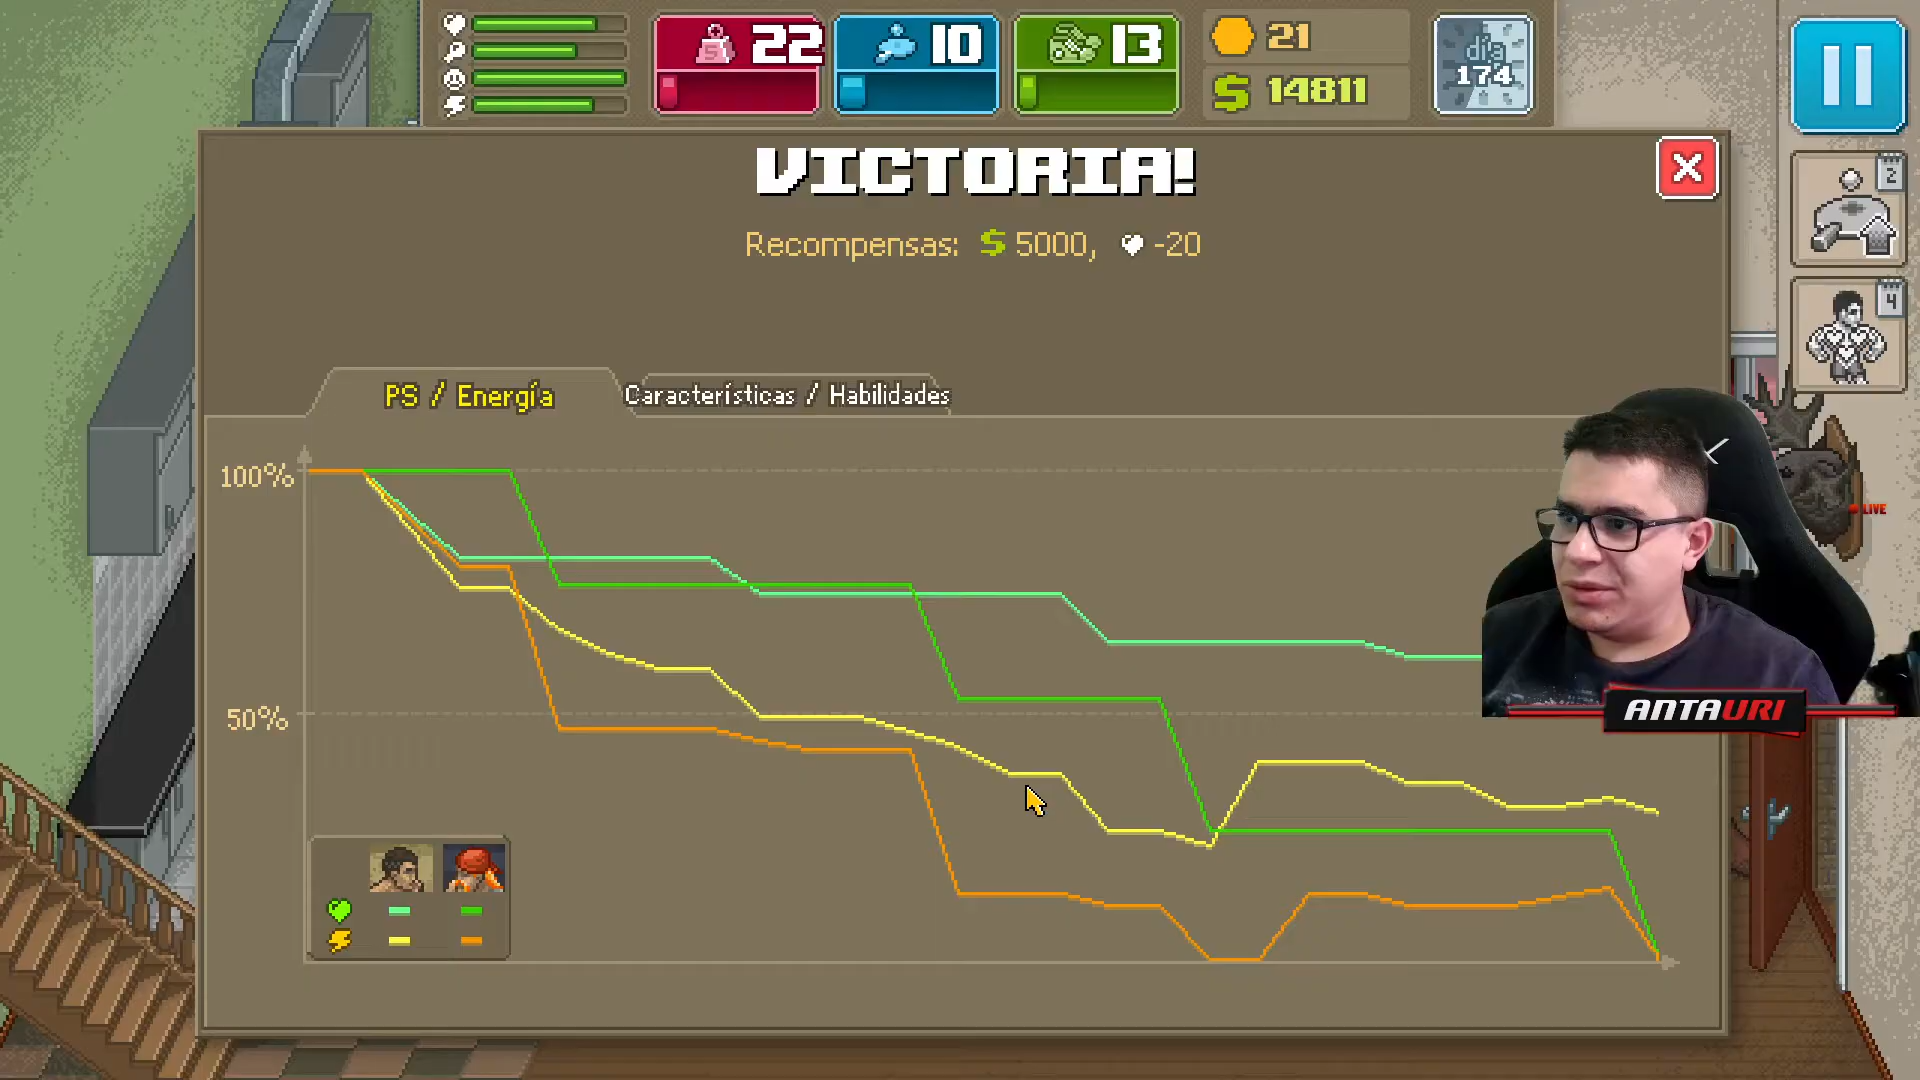 22
10
13
21
$ 14811
día
174
2
4
VICTORIA!
Recompensas: $ 5000, -20
PS / Energía
Características / Habilidades
100%
50%
LIVE
ANTAURI